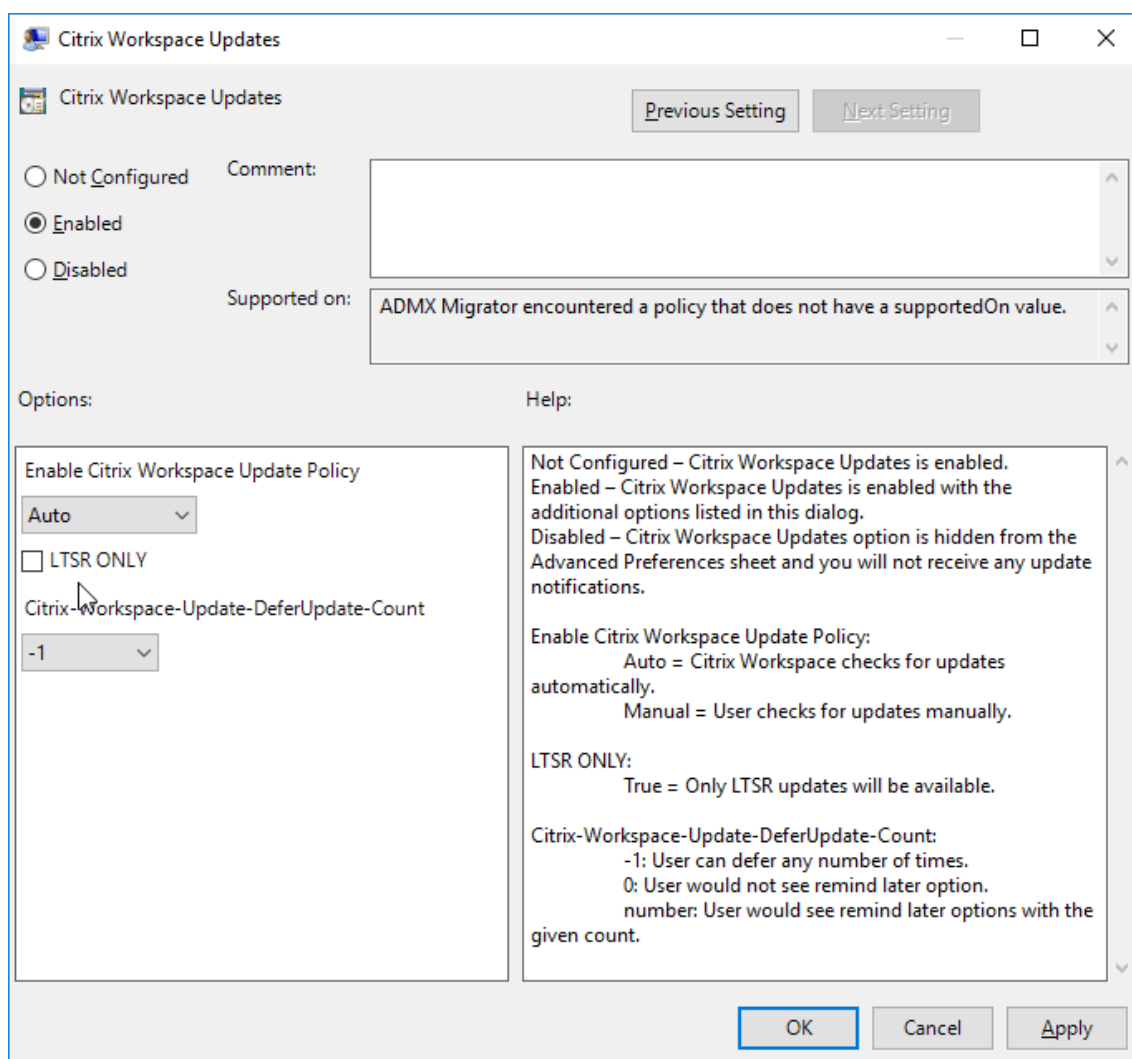 Citrix Workspace Updates
Citrix Workspace Updates
Previous Setting
Next Setting
Not Configured
Comment:
Enabled
Disabled
Supported on:
ADMX Migrator encountered a policy that does not have a supportedOn value.
Options:
Help:
Enable Citrix Workspace Update Policy
Auto
LTSR ONLY
Citrix-Workspace-Update-DeferUpdate-Count
-1
Not Configured – Citrix Workspace Updates is enabled.
Enabled – Citrix Workspace Updates is enabled with the
additional options listed in this dialog.
Disabled – Citrix Workspace Updates option is hidden from the
Advanced Preferences sheet and you will not receive any update
notifications.
Enable Citrix Workspace Update Policy:
Auto = Citrix Workspace checks for updates
automatically.
Manual = User checks for updates manually.
LTSR ONLY:
True = Only LTSR updates will be available.
Citrix-Workspace-Update-DeferUpdate-Count:
-1: User can defer any number of times.
0: User would not see remind later option.
number: User would see remind later options with the
given count.
OK
Cancel
Apply